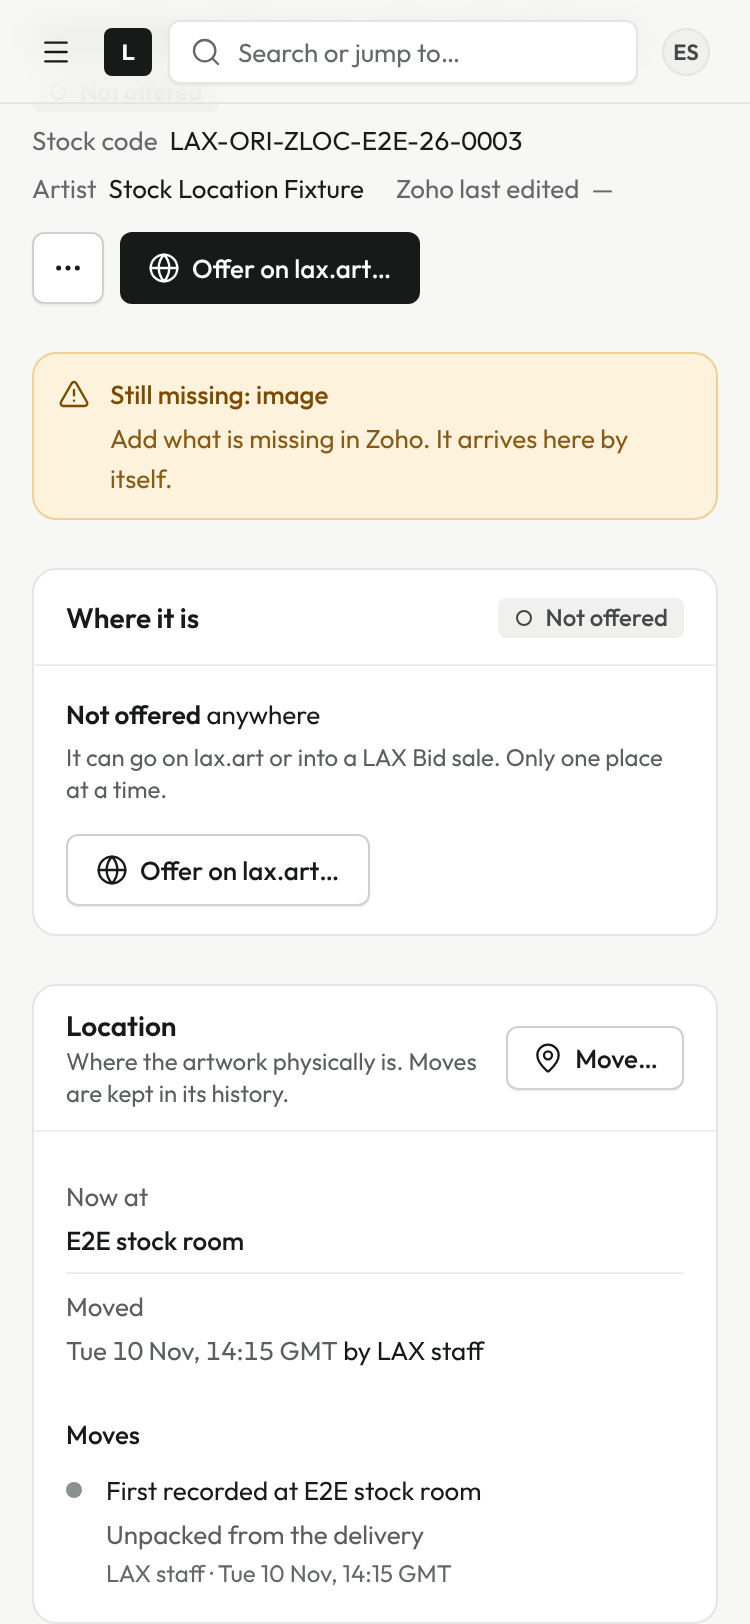 L
Search or jump to...
ES
Not offered
Stock code LAX-ORI-ZLOC-E2E-26-0003
Artist Stock Location Fixture Zoho last edited —
Offer on lax.art...
Still missing: image
Add what is missing in Zoho. It arrives here by
itself.
Where it is
Not offered
Not offered anywhere
It can go on lax.art or into a LAX Bid sale. Only one place
at a time.
Offer on lax.art...
Location
Where the artwork physically is. Moves
are kept in its history.
Move...
Now at
E2E stock room
Moved
Tue 10 Nov, 14:15 GMT by LAX staff
Moves
First recorded at E2E stock room
Unpacked from the delivery
LAX staff · Tue 10 Nov, 14:15 GMT